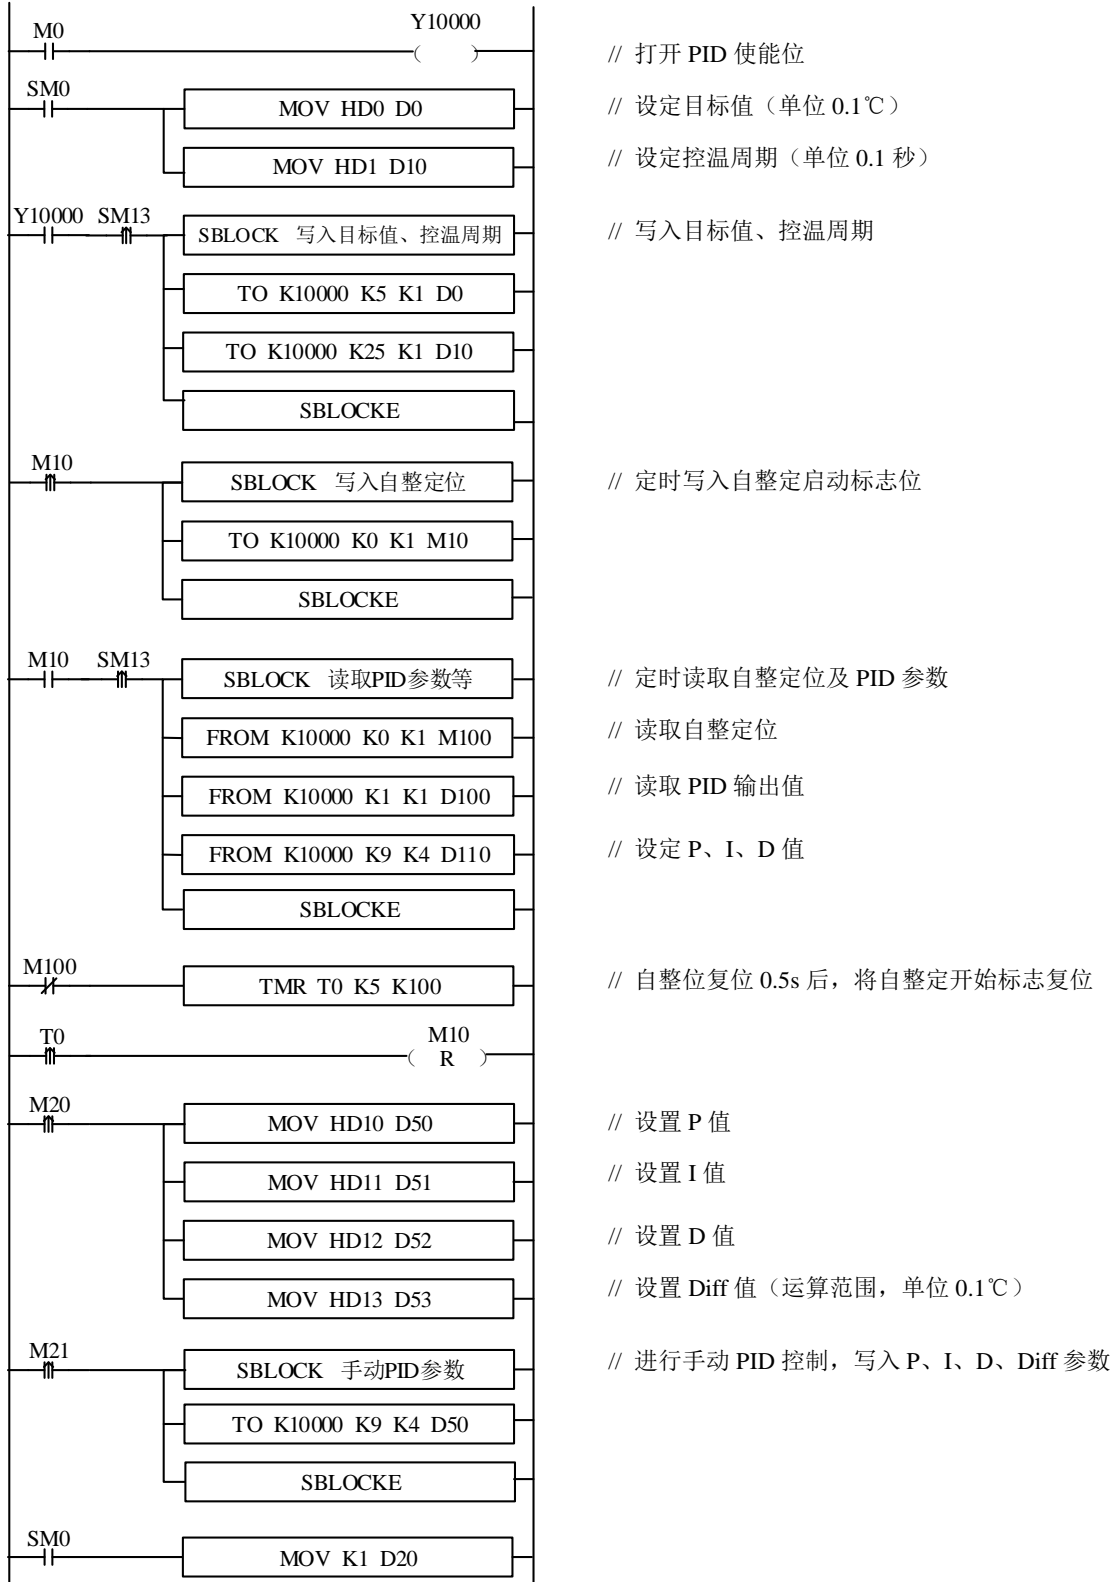 M0 Y10000
( ) // 打开 PID 使能位
SM0
MOV HD0 D0 // 设定目标值（单位 0.1℃）
MOV HD1 D10 // 设定控温周期（单位 0.1 秒）
Y10000 SM13
SBLOCK 写入目标值、控温周期 // 写入目标值、控温周期
TO K10000 K5 K1 D0
TO K10000 K25 K1 D10
SBLOCKE
M10
SBLOCK 写入自整定位 // 定时写入自整定启动标志位
TO K10000 K0 K1 M10
SBLOCKE
M10 SM13
SBLOCK 读取PID参数等 // 定时读取自整定位及 PID 参数
FROM K10000 K0 K1 M100 // 读取自整定位
FROM K10000 K1 K1 D100 // 读取 PID 输出值
FROM K10000 K9 K4 D110 // 设定 P、I、D 值
SBLOCKE
M100
TMR T0 K5 K100 // 自整位复位 0.5s 后，将自整定开始标志复位
T0 M10
( R )
M20
MOV HD10 D50 // 设置 P 值
MOV HD11 D51 // 设置 I 值
MOV HD12 D52 // 设置 D 值
MOV HD13 D53 // 设置 Diff 值（运算范围，单位 0.1℃）
M21
SBLOCK 手动PID参数 // 进行手动 PID 控制，写入 P、I、D、Diff 参数
TO K10000 K9 K4 D50
SBLOCKE
SM0
MOV K1 D20